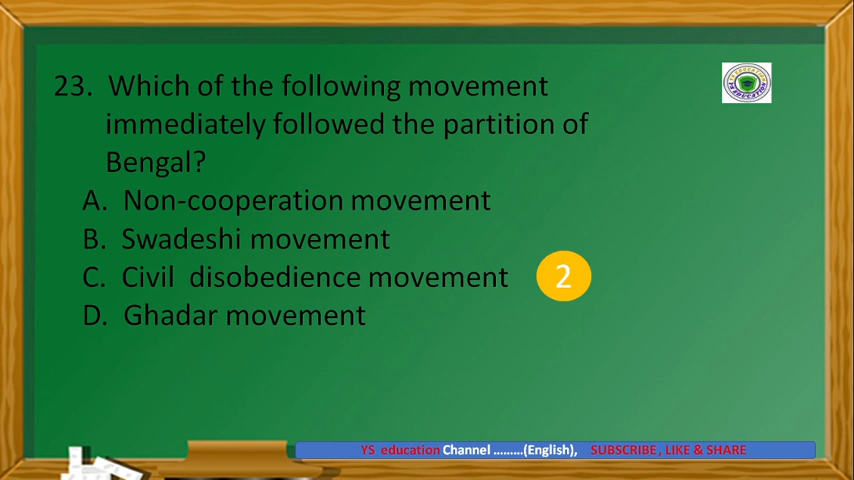 23. Which of the following movement
immediately followed the partition of
Bengal?
A. Non-cooperation movement
B. Swadeshi movement
C. Civil disobedience movement
2
D. Ghadar movement
YS education Channel .........(English), SUBSCRIBE, LIKE & SHARE